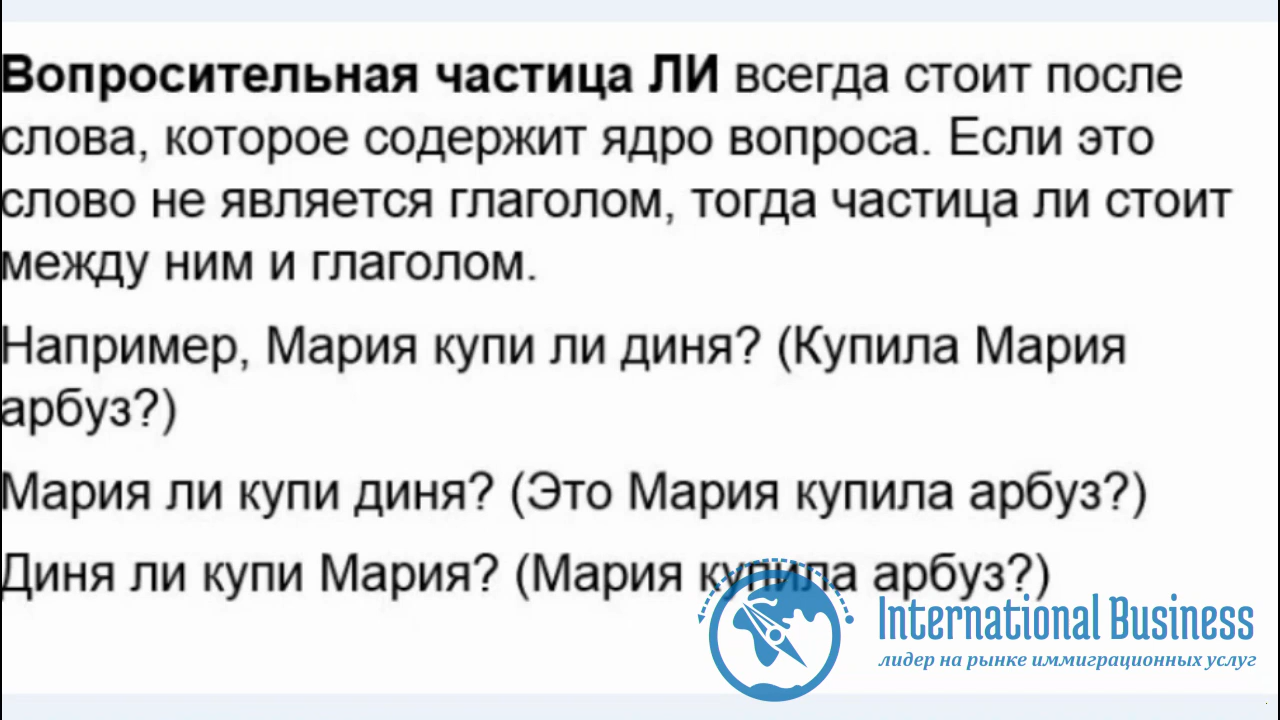 Вопросительная частица ЛИ всегда стоит после
слова, которое содержит ядро вопроса. Если это
слово не является глаголом, тогда частица ли стоит
между ним и глаголом.
Например, Мария купи ли диня? (Купила Мария
арбуз?)
Мария ли купи диня? (Это Мария купила арбуз?)
Диня ли купи Мария? (Мария купила арбуз?)
International Business
лидер на рынке иммиграционных услуг